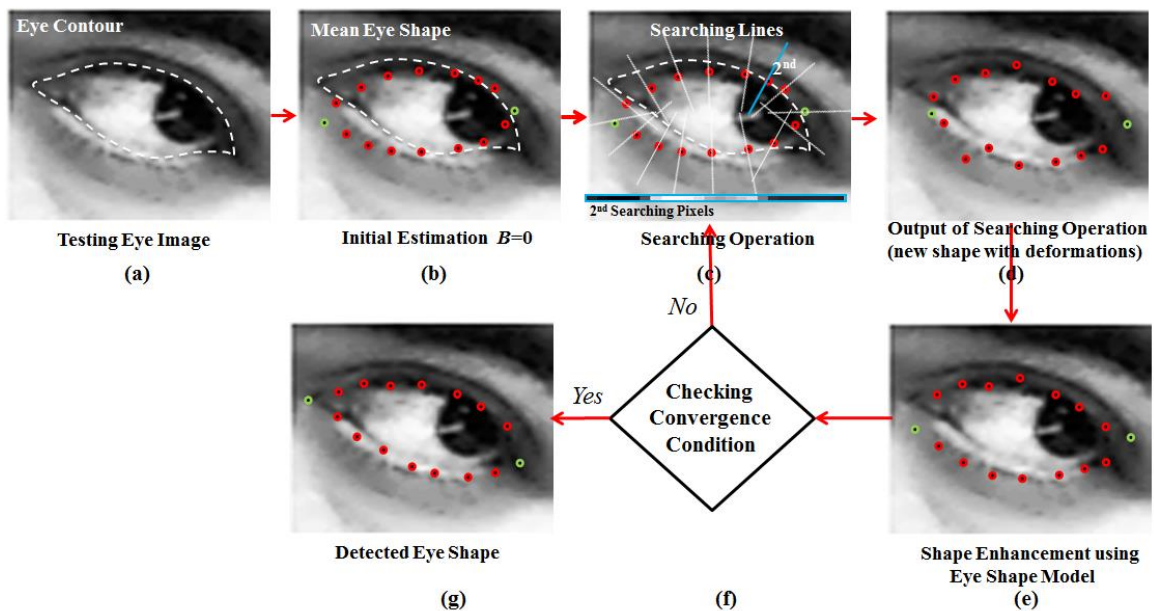 Eye Contour
Testing Eye Image
(a)
Mean Eye Shape
Initial Estimation B=0
(b)
Searching Lines
2nd
2nd Searching Pixels
Searching Operation
(c)
Output of Searching Operation
(new shape with deformations)
(d)
Shape Enhancement using
Eye Shape Model
(e)
No
Checking
Convergence
Condition
(f)
Yes
Detected Eye Shape
(g)